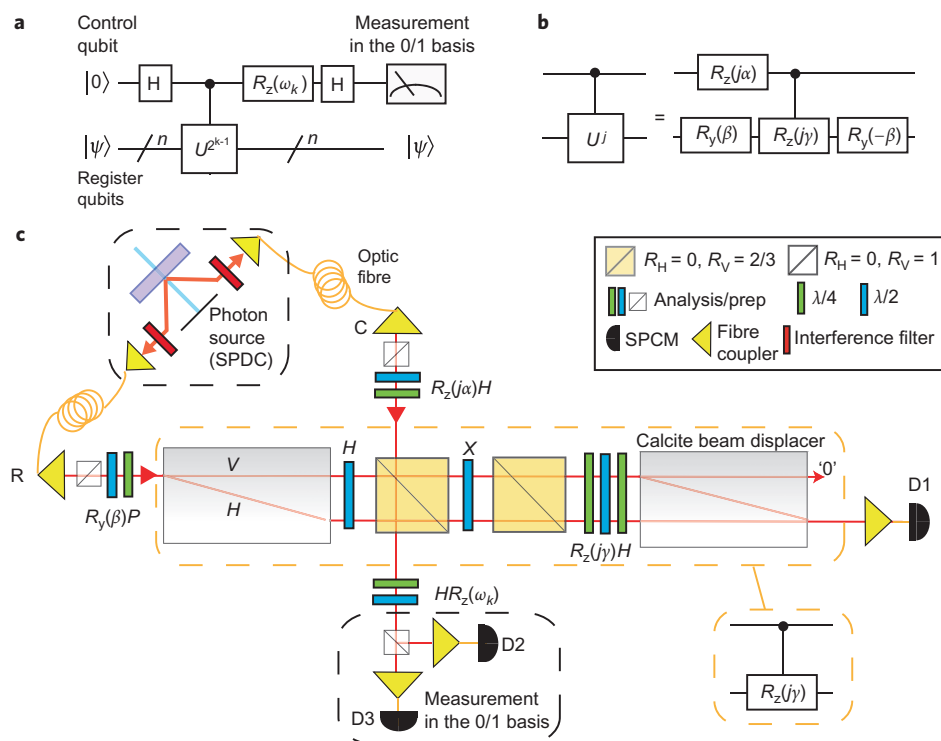 a
Control
qubit
Measurement
in the 0/1 basis
|0⟩
H
R_z(ω_k)
H
|ψ⟩
n
U^{2^{k-1}}
n
|ψ⟩
Register
qubits
b
R_z(jα)
U^j
=
R_y(β)
R_z(jγ)
R_y(−β)
c
Optic
fibre
Photon
source
(SPDC)
C
R_z(jα)H
R_H = 0, R_V = 2/3
R_H = 0, R_V = 1
Analysis/prep
λ/4
λ/2
SPCM
Fibre
coupler
Interference filter
R
R_y(β)P
V
H
H
X
Calcite beam displacer
'0'
D1
R_z(jγ)H
HR_z(ω_k)
D2
D3
Measurement
in the 0/1 basis
R_z(jγ)